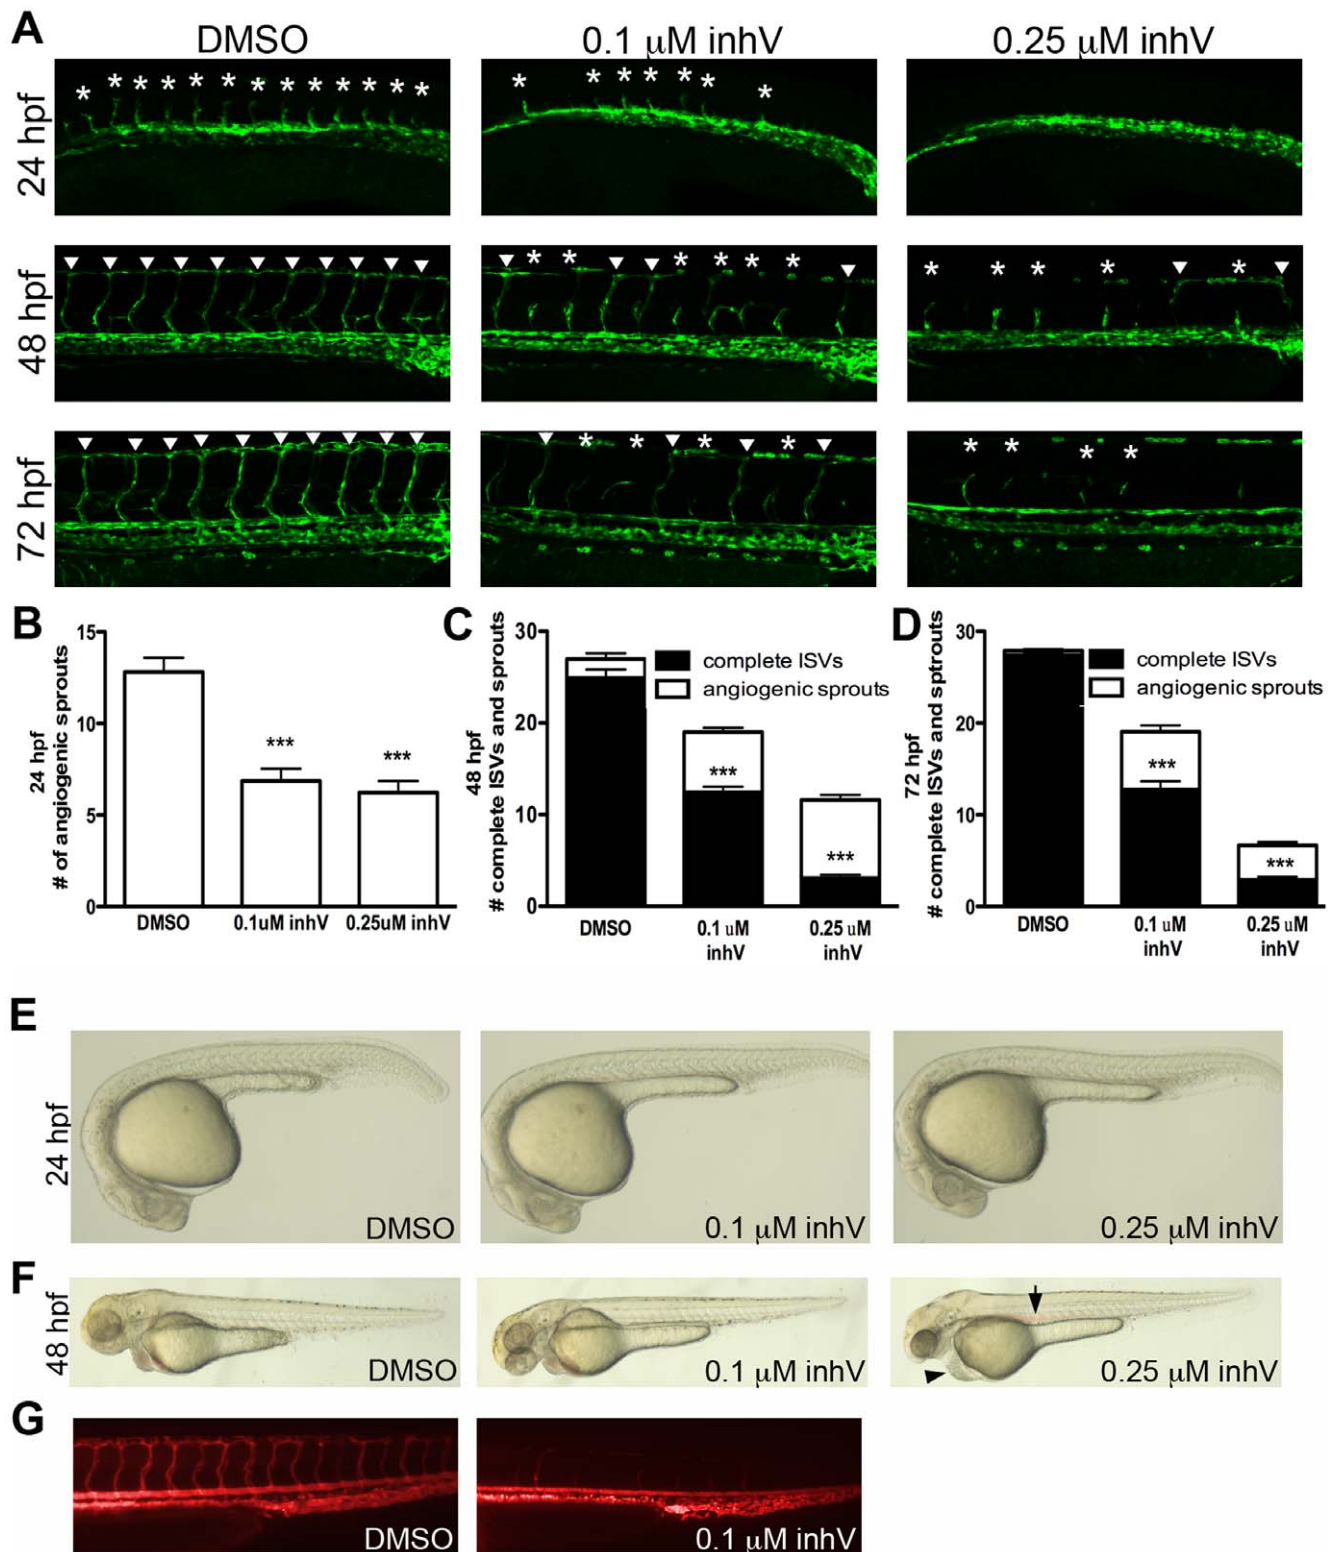 A
DMSO
0.1 μM inhV
0.25 μM inhV
24 hpf
* * * * * * * * * * * *
* * * * * * *
48 hpf
* * * * * *
* * * * *
72 hpf
* * * *
* * * *
B
24 hpf
# of angiogenic sprouts
15
10
5
0
***
***
DMSO
0.1uM inhV
0.25uM inhV
C
48 hpf
# complete ISVs and sprouts
30
20
10
0
complete ISVs
angiogenic sprouts
***
***
DMSO
0.1 uM
inhV
0.25 uM
inhV
D
72 hpf
# complete ISVs and sptrouts
30
20
10
0
complete ISVs
angiogenic sprouts
***
***
DMSO
0.1 uM
inhV
0.25 uM
inhV
E
24 hpf
DMSO
0.1 μM inhV
0.25 μM inhV
F
48 hpf
DMSO
0.1 μM inhV
0.25 μM inhV
G
DMSO
0.1 μM inhV